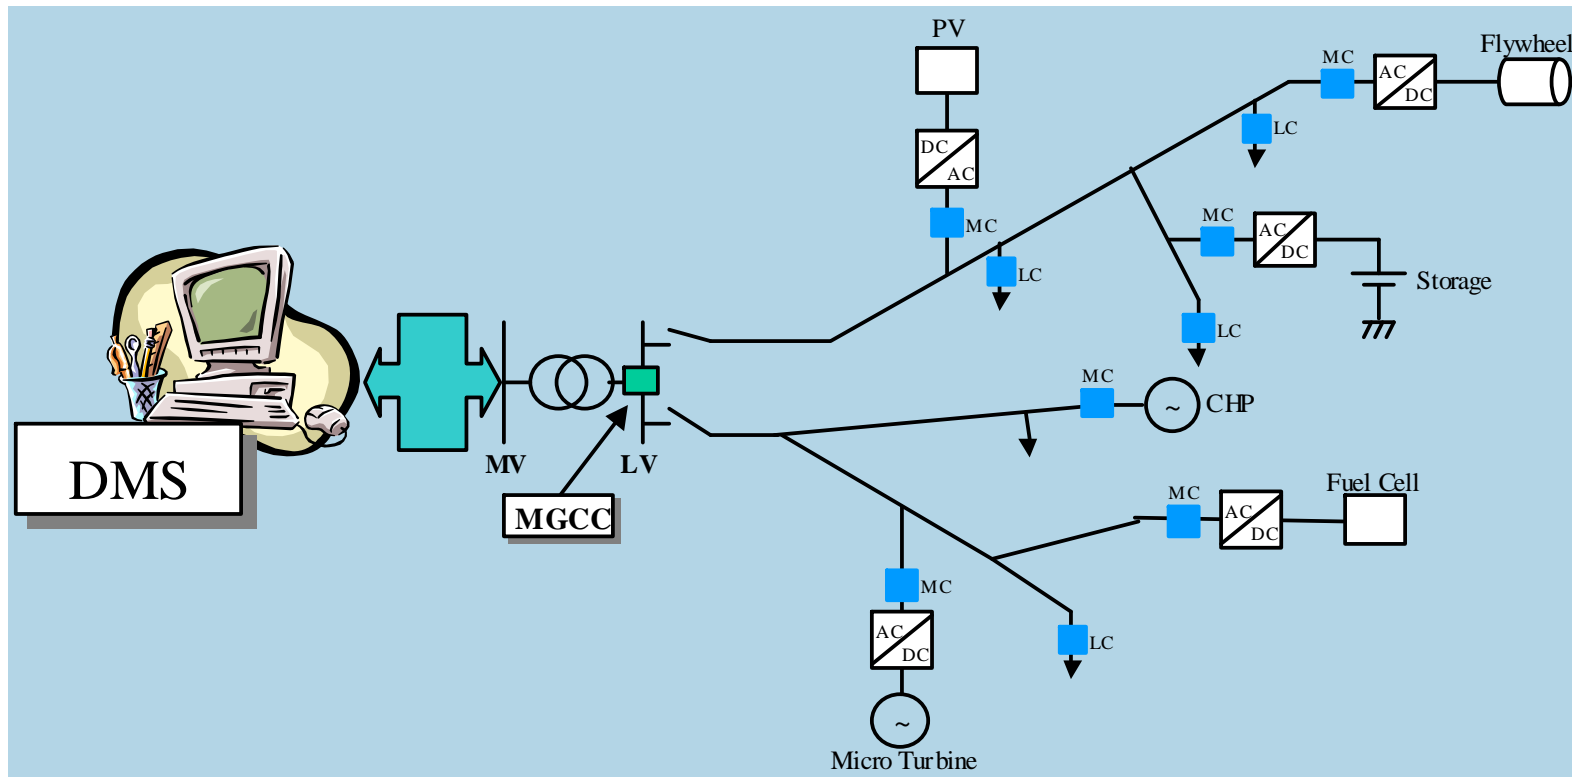 PV
Flywheel
MC
AC
DC
LC
DC
AC
MC
LC
MC
AC
DC
Storage
LC
MC
~
CHP
DMS
MV
LV
MGCC
Fuel Cell
MC
AC
DC
MC
AC
DC
LC
~
Micro Turbine